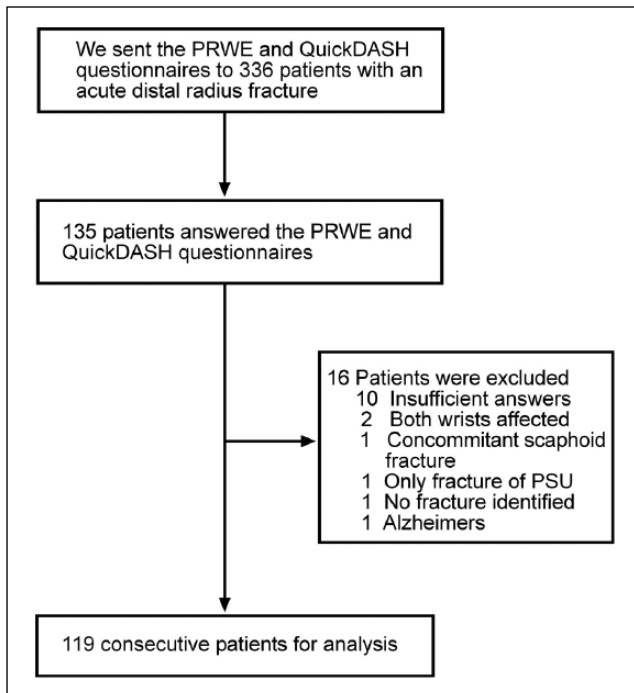 We sent the PRWE and QuickDASH
questionnaires to 336 patients with an
acute distal radius fracture
135 patients answered the PRWE and
QuickDASH questionnaires
16 Patients were excluded
10 Insufficient answers
2 Both wrists affected
1 Concommitant scaphoid
fracture
1 Only fracture of PSU
1 No fracture identified
1 Alzheimers
119 consecutive patients for analysis